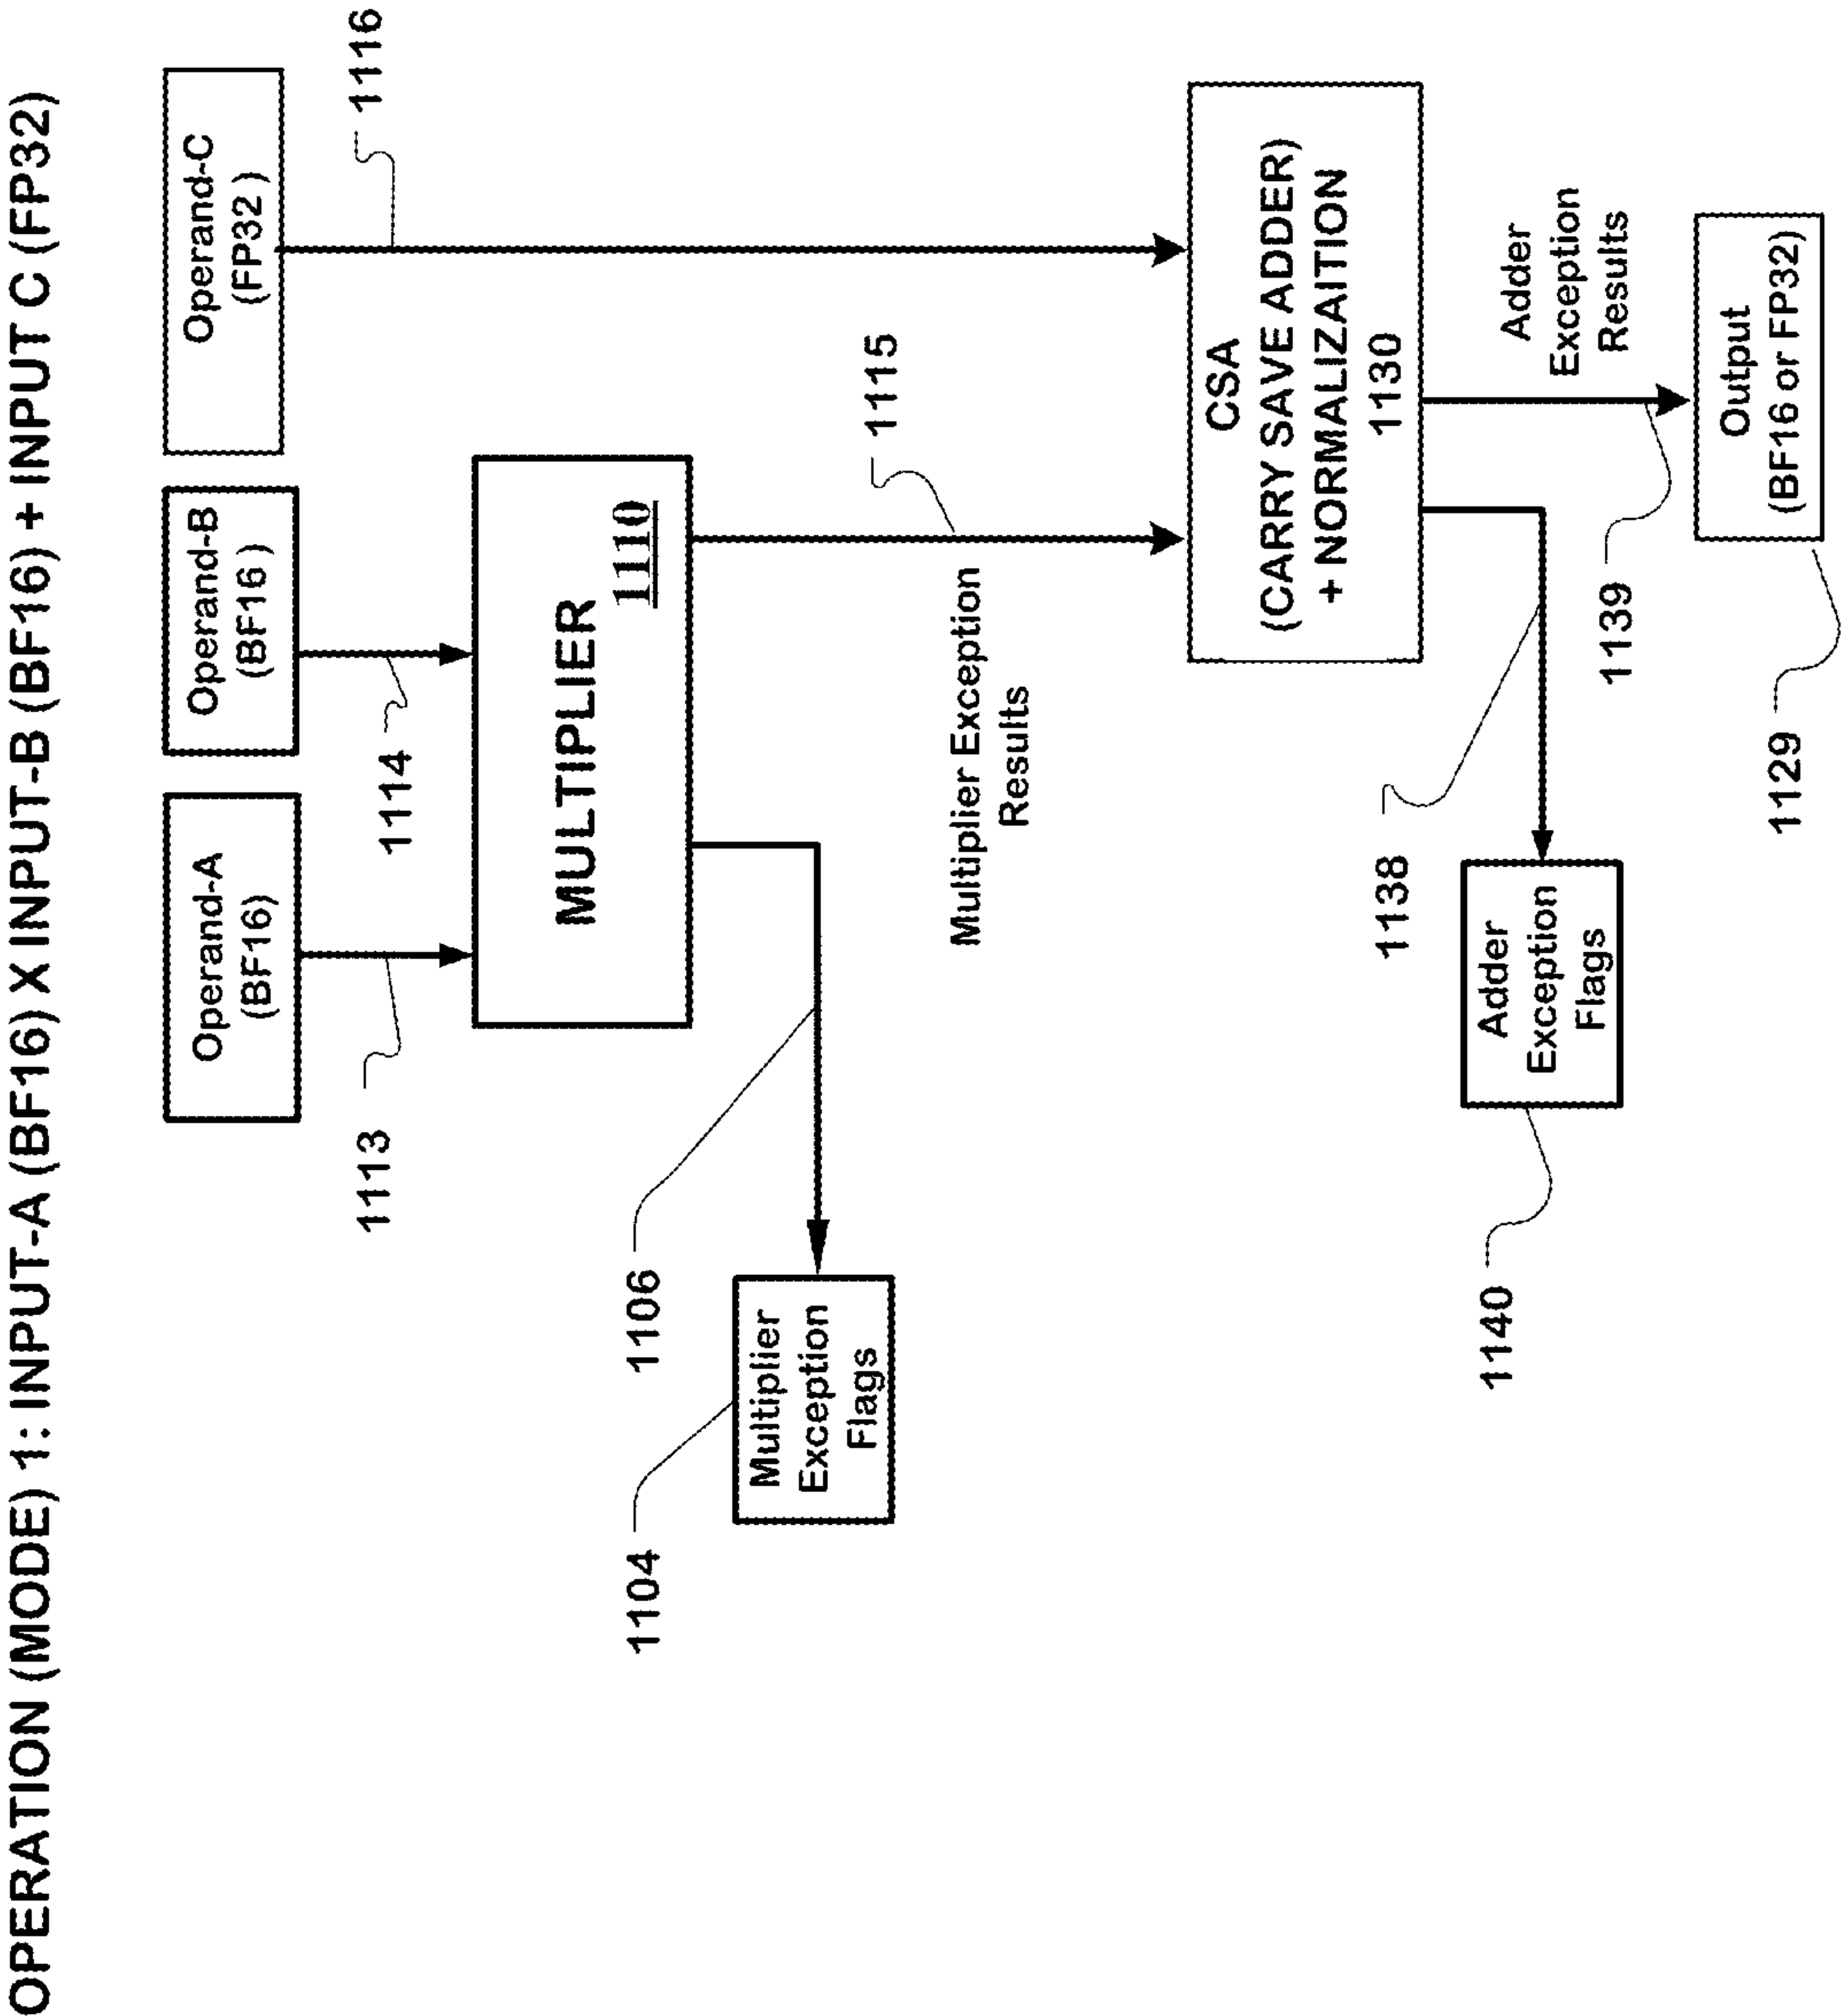 OPERATION (MODE) 1: INPUT-A (BF16) X INPUT-B (BF16) + INPUT C (FP32)
Operand-A
(BF16)
Operand-B
(BF16)
Operand-C
(FP32)
1113
1114
1116
MULTIPLIER
1110
1106
1104
Multiplier
Exception
Flags
Multiplier Exception
Results
1115
CSA
(CARRY SAVE ADDER)
+ NORMALIZAITION
1130
1138
Adder
Exception
Flags
1140
1139
Adder
Exception
Results
Output
(BF16 or FP32)
1129